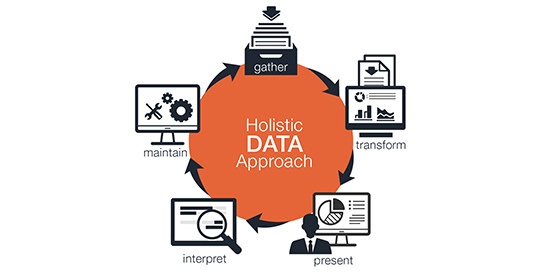 gather
transform
present
interpret
maintain
Holistic
DATA
Approach